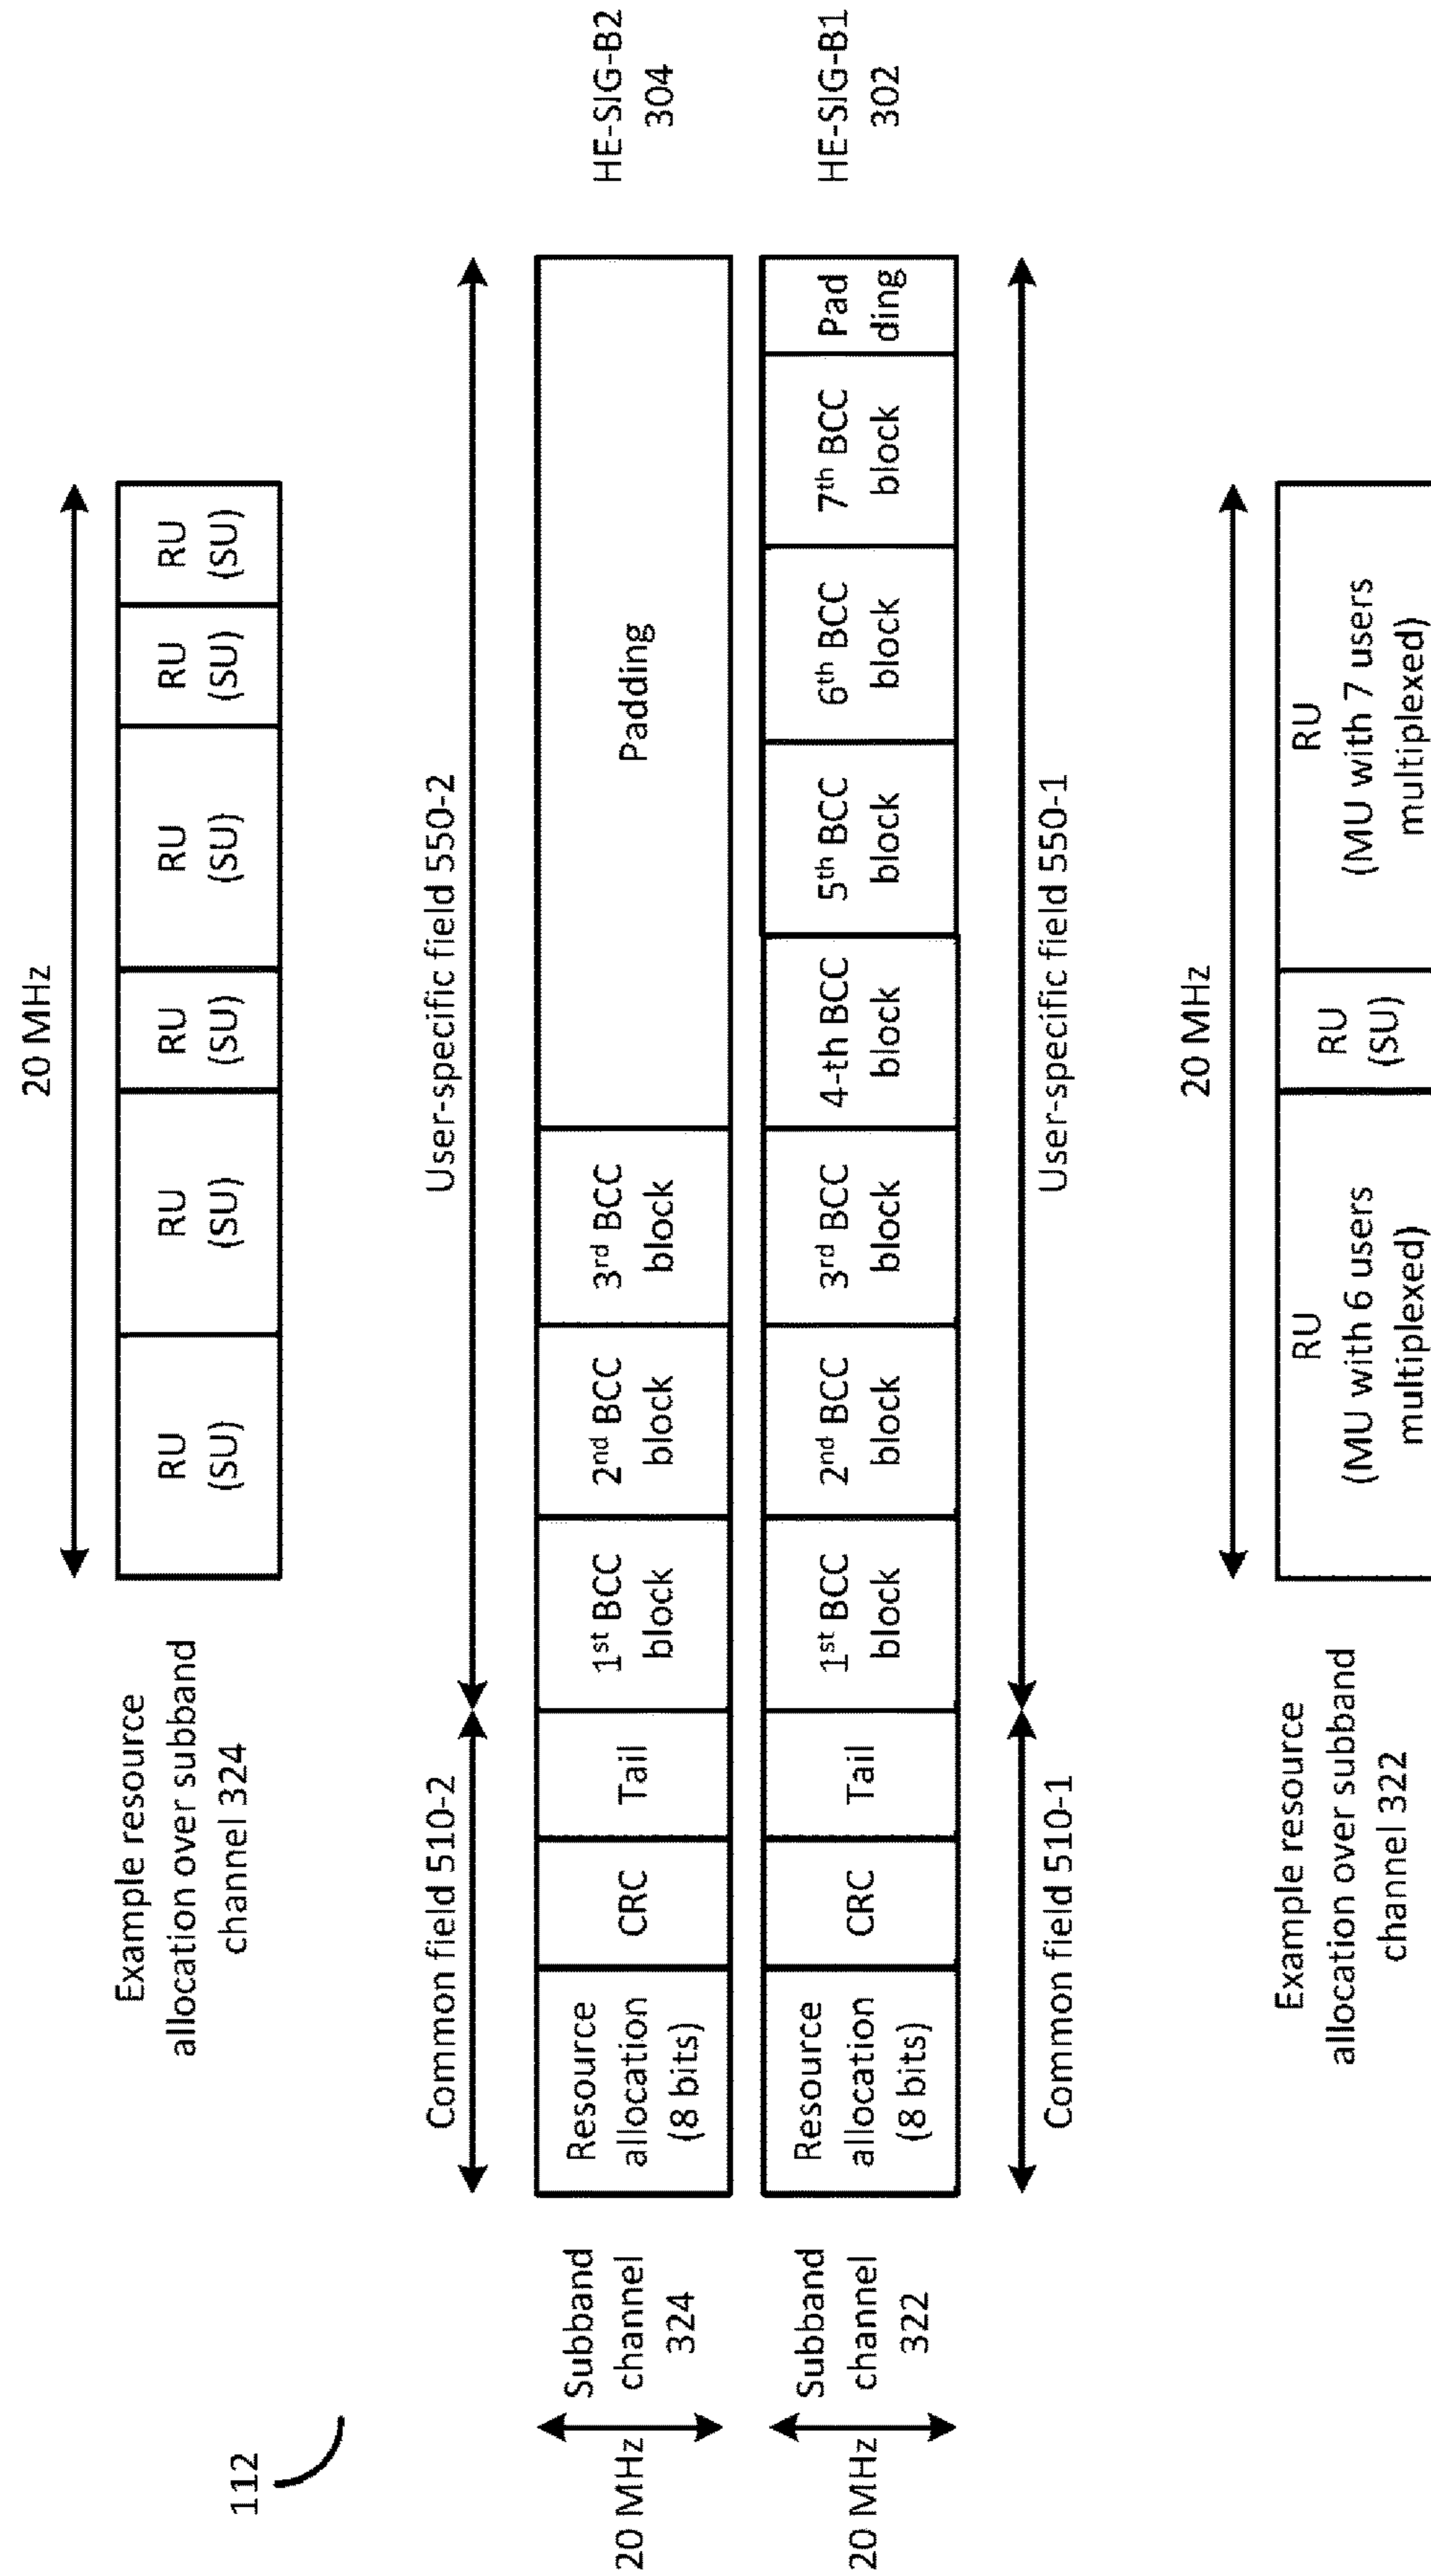 112
Example resource
allocation over subband
channel 324
20 MHz
RU
(SU)
RU
(SU)
RU
(SU)
RU
(SU)
RU
(SU)
RU
(SU)
Common field 510-2
User-specific field 550-2
20 MHz
Subband
channel
324
Resource
allocation
(8 bits)
CRC
Tail
1st BCC
block
2nd BCC
block
3rd BCC
block
Padding
HE-SIG-B2
304
20 MHz
Subband
channel
322
Resource
allocation
(8 bits)
CRC
Tail
1st BCC
block
2nd BCC
block
3rd BCC
block
4-th BCC
block
5th BCC
block
6th BCC
block
7th BCC
block
Pad
ding
HE-SIG-B1
302
Common field 510-1
User-specific field 550-1
Example resource
allocation over subband
channel 322
20 MHz
RU
(MU with 6 users
multiplexed)
RU
(SU)
RU
(MU with 7 users
multiplexed)